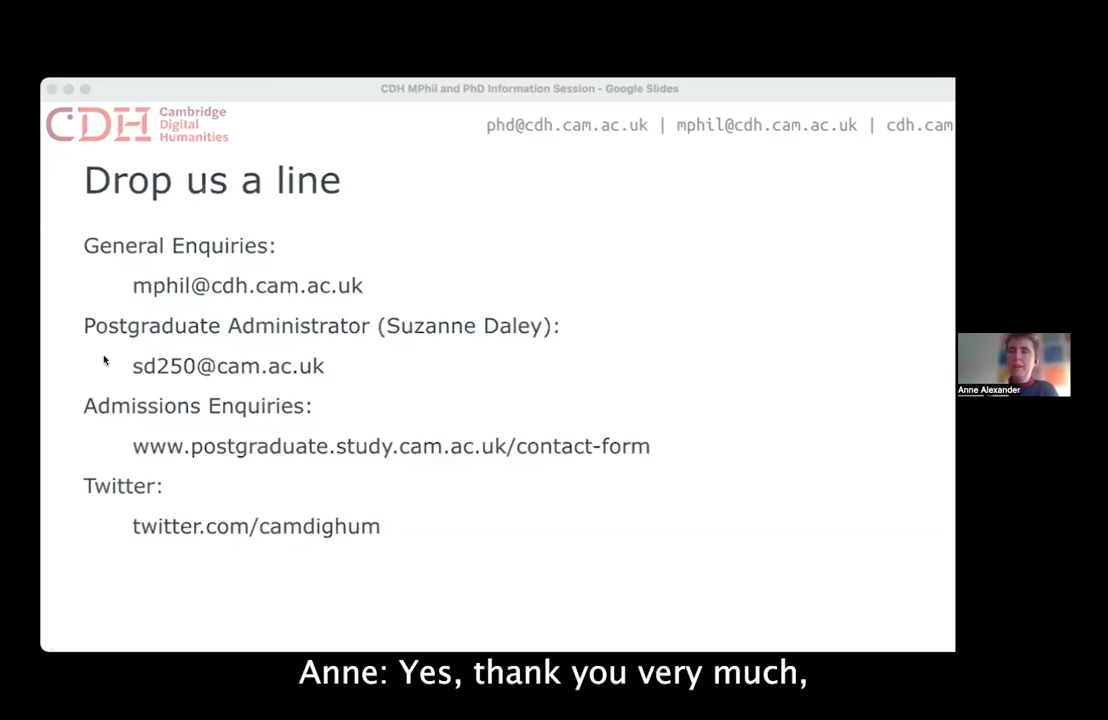 CDH MPhil and PhD Information Session - Google Slides
CDH Cambridge
Digital
Humanities
phd@cdh.cam.ac.uk | mphil@cdh.cam.ac.uk | cdh.cam
Drop us a line
General Enquiries:
mphil@cdh.cam.ac.uk
Postgraduate Administrator (Suzanne Daley):
sd250@cam.ac.uk
Admissions Enquiries:
www.postgraduate.study.cam.ac.uk/contact-form
Twitter:
twitter.com/camdighum
Anne Alexander
Anne: Yes, thank you very much,